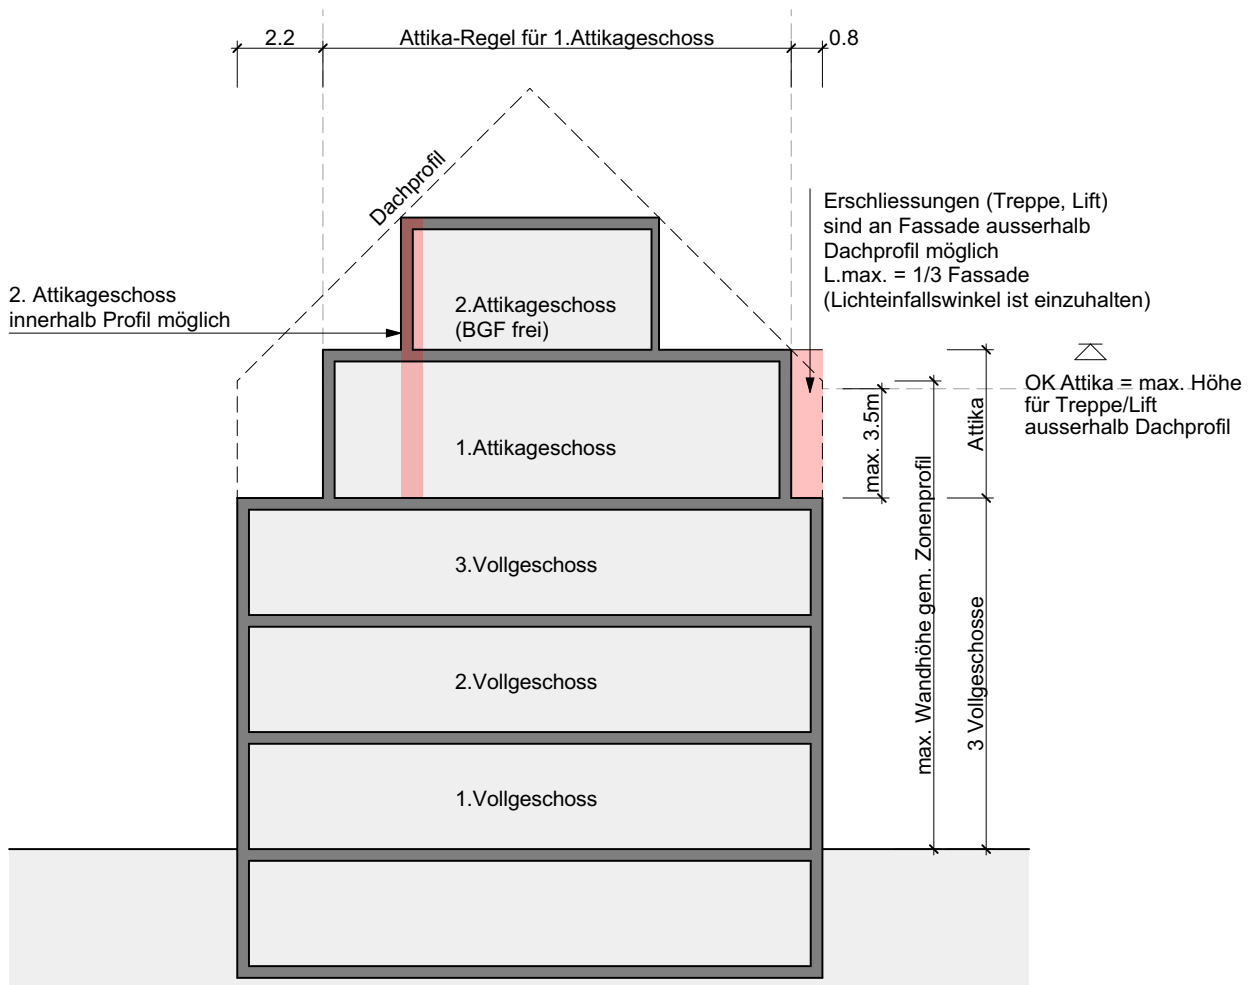 2.2
Attika-Regel für 1.Attikageschoss
0.8
Dachprofil
Erschliessungen (Treppe, Lift)
sind an Fassade ausserhalb
Dachprofil möglich
L.max. = 1/3 Fassade
(Lichteinfallswinkel ist einzuhalten)
2. Attikageschoss
innerhalb Profil möglich
2.Attikageschoss
(BGF frei)
OK Attika = max. Höhe
für Treppe/Lift
ausserhalb Dachprofil
1.Attikageschoss
max. 3.5m
Attika
max. Wandhöhe gem. Zonenprofil
3 Vollgeschosse
3.Vollgeschoss
2.Vollgeschoss
1.Vollgeschoss